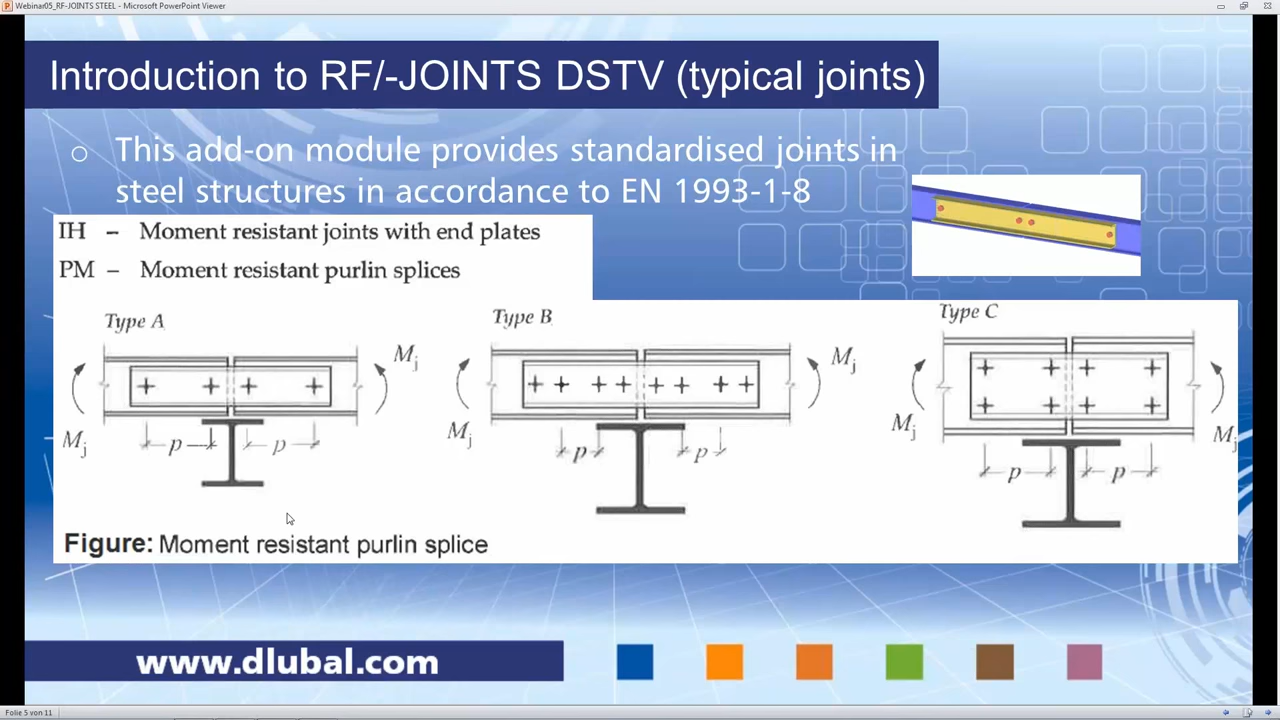 Webinar05_RF-JOINTS STEEL - Microsoft PowerPoint Viewer
Introduction to RF/-JOINTS DSTV (typical joints)
This add-on module provides standardised joints in
steel structures in accordance to EN 1993-1-8
IH – Moment resistant joints with end plates
PM – Moment resistant purlin splices
Type A
Type B
Type C
Mj
Mj
Mj
Mj
Mj
Mj
p
p
p
p
p
p
Figure: Moment resistant purlin splice
www.dlubal.com
Folie 5 von 11